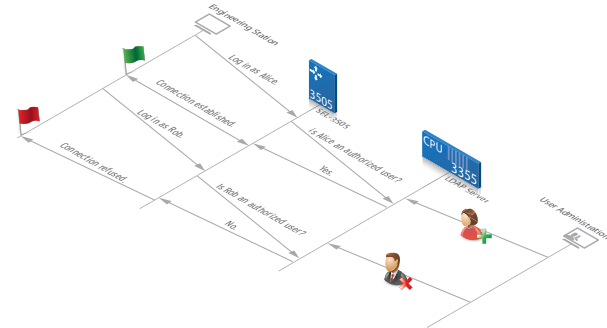 Engineering Station
Log in as Alice.
3505
SFL-3505
Connection established.
Is Alice an authorized user?
CPU
3355
LDAP Server
Log in as Rob.
Yes.
User Administration
Connection refused.
Is Rob an authorized user?
No.